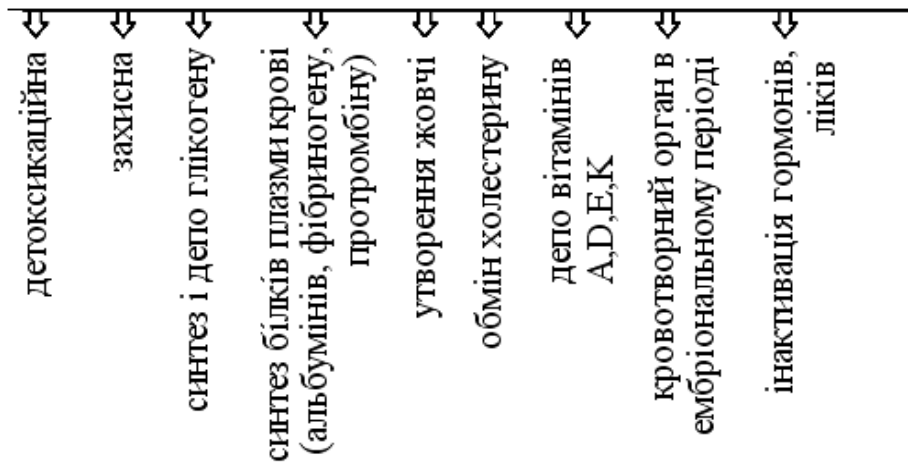 детоксикаційна
захисна
синтез і депо глікогену
синтез білків плазми крові
(альбумінів, фібриногену,
протромбіну)
утворення жовчі
обмін холестерину
депо вітамінів
A,D,E,K
кровотворний орган в
ембріональному періоді
інактивація гормонів,
ліків